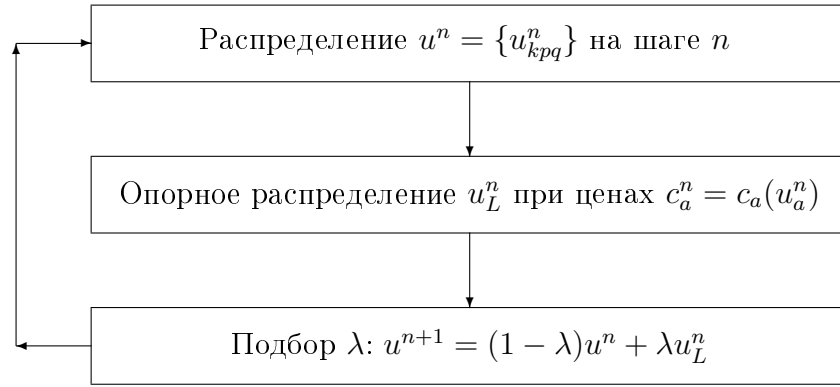 Распределение $u^n = \{u^n_{kpq}\}$ на шаге $n$
Опорное распределение $u^n_L$ при ценах $c^n_a = c_a(u^n_a)$
Подбор $\lambda$: $u^{n+1} = (1 - \lambda)u^n + \lambda u^n_L$